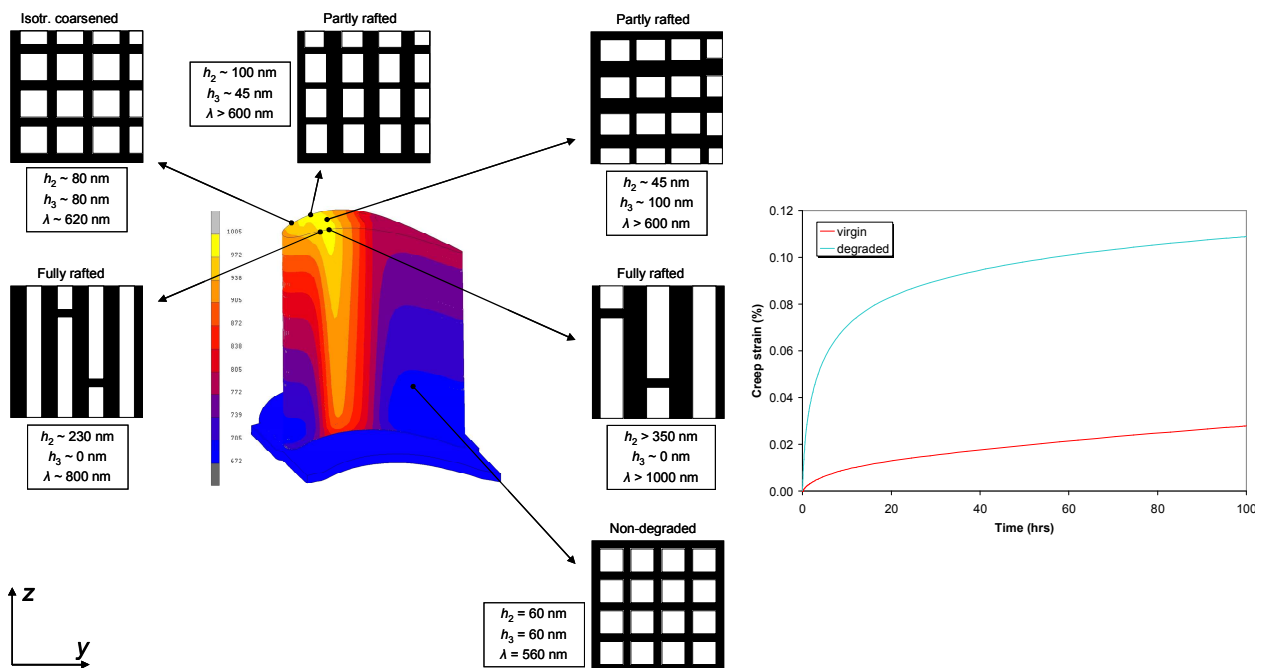 Isotr. coarsened
Partly rafted
Partly rafted
h2 ~ 100 nm
h3 ~ 45 nm
λ > 600 nm
h2 ~ 80 nm
h3 ~ 80 nm
λ ~ 620 nm
h2 ~ 45 nm
h3 ~ 100 nm
λ > 600 nm
Fully rafted
h2 ~ 230 nm
h3 ~ 0 nm
λ ~ 800 nm
1005
972
938
905
872
838
805
772
739
705
672
Fully rafted
h2 > 350 nm
h3 ~ 0 nm
λ > 1000 nm
Non-degraded
h2 = 60 nm
h3 = 60 nm
λ = 560 nm
z
y
0.12
0.10
0.08
0.06
0.04
0.02
0.00
Creep strain (%)
virgin
degraded
0
20
40
60
80
100
Time (hrs)